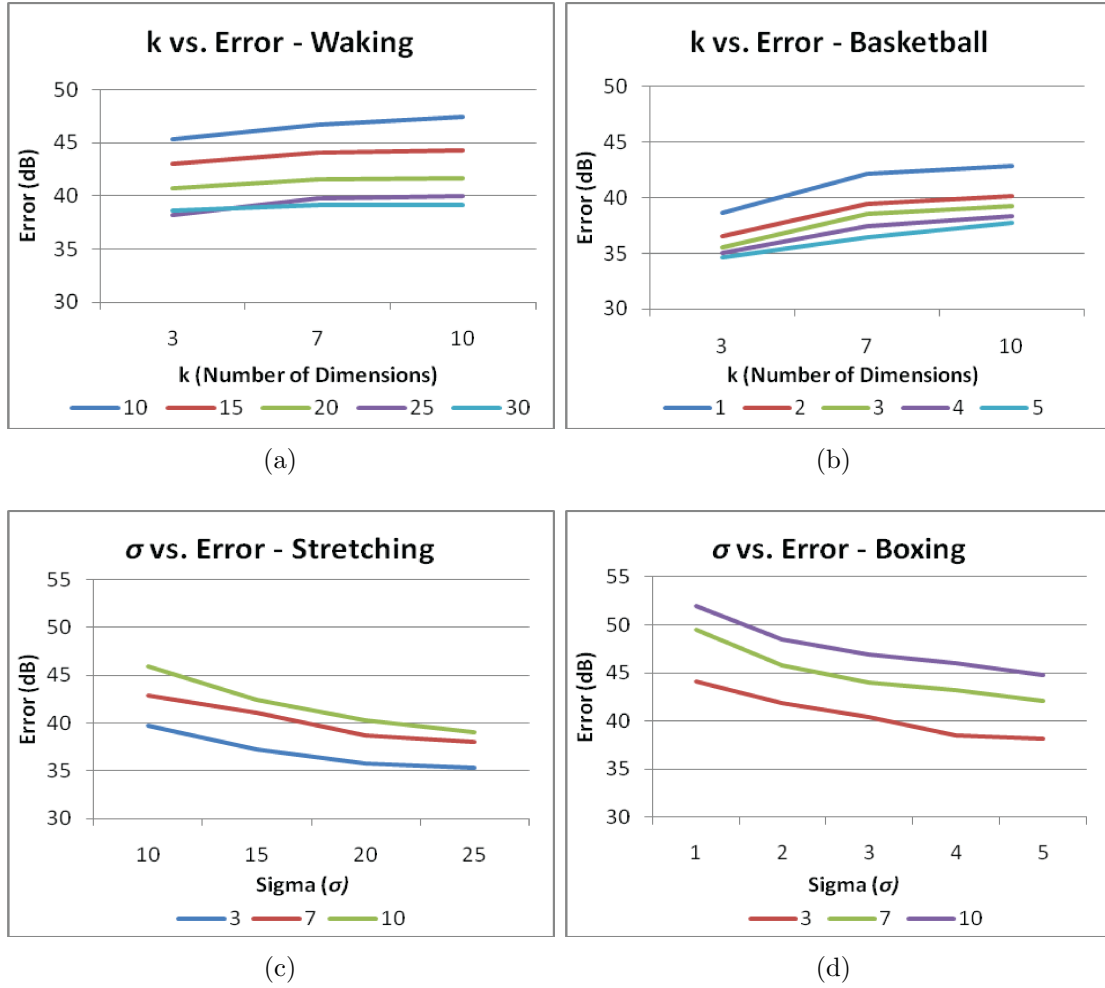 k vs. Error - Waking
50
45
40
35
30
Error (dB)
3 7 10
k (Number of Dimensions)
10 15 20 25 30
(a)
k vs. Error - Basketball
50
45
40
35
30
Error (dB)
3 7 10
k (Number of Dimensions)
1 2 3 4 5
(b)
σ vs. Error - Stretching
55
50
45
40
35
30
Error (dB)
10 15 20 25
Sigma (σ)
3 7 10
(c)
σ vs. Error - Boxing
55
50
45
40
35
30
Error (dB)
1 2 3 4 5
Sigma (σ)
3 7 10
(d)